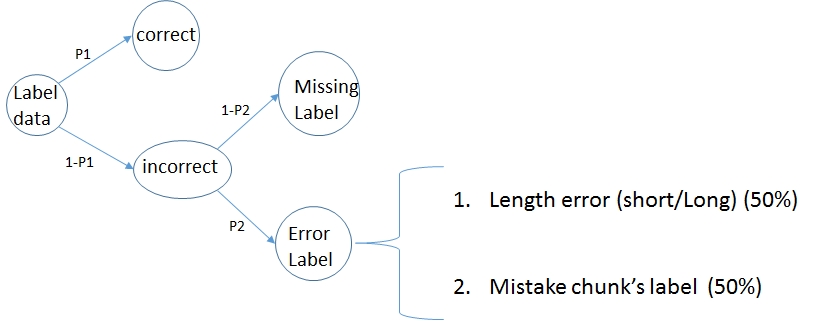 correct
P1
Label
data
Missing
Label
1-P2
1-P1
incorrect
1. Length error (short/Long) (50%)
P2
Error
Label
2. Mistake chunk's label (50%)